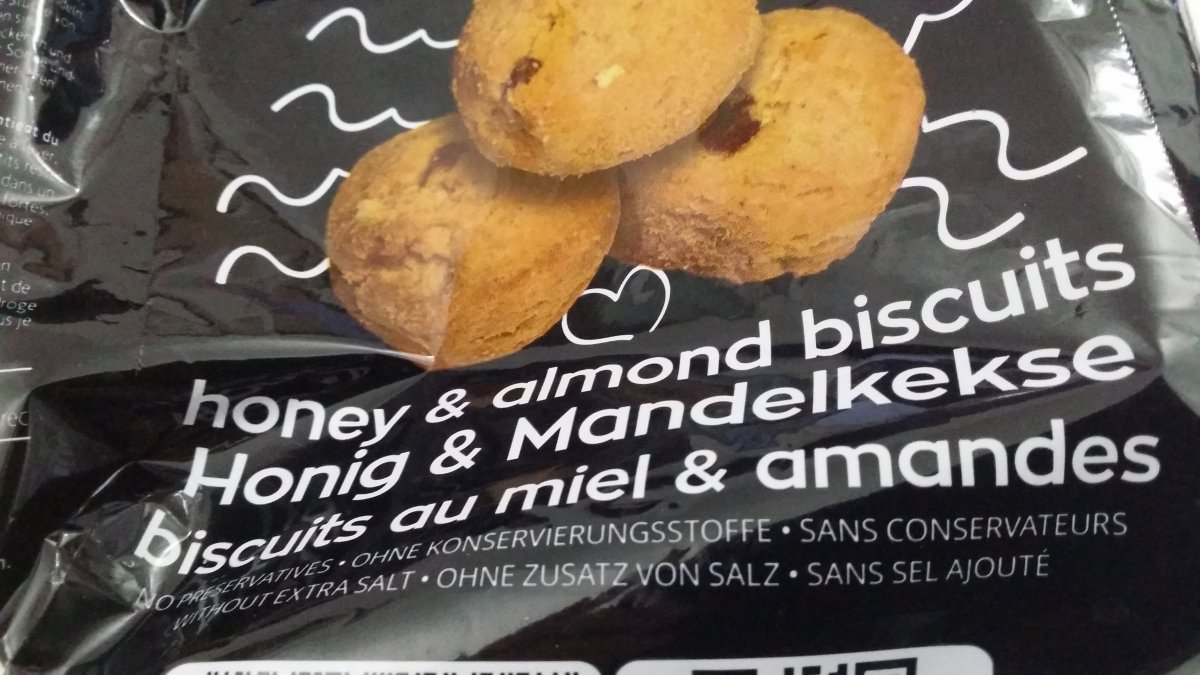 honey & almond biscuits
Honig & Mandelkekse
biscuits au miel & amandes
NO PRESERVATIVES • OHNE KONSERVIERUNGSSTOFFE • SANS CONSERVATEURS
WITHOUT EXTRA SALT • OHNE ZUSATZ VON SALZ • SANS SEL AJOUTÉ